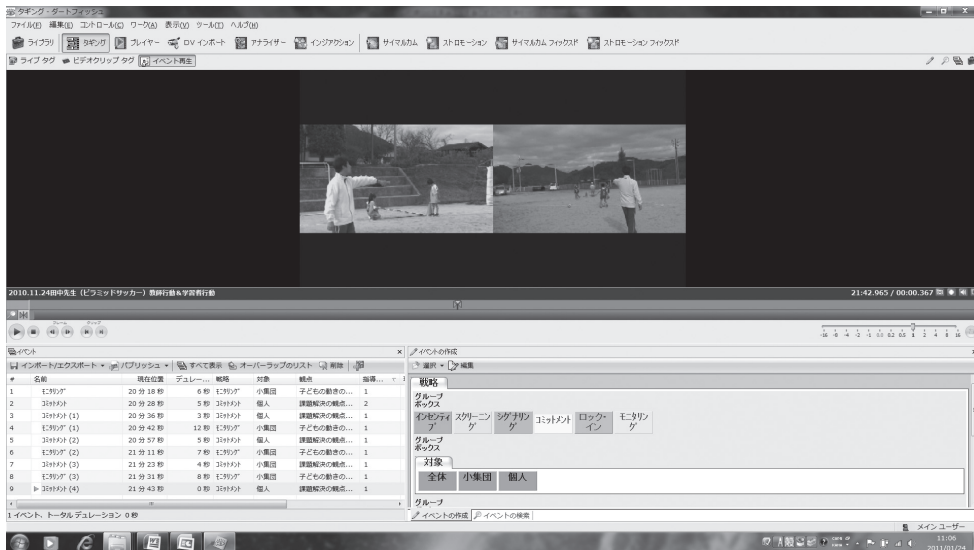 タギング - ダートフィッシュ
ファイル(F) 編集(E) コントロール(C) ワーク(A) 表示(V) ツール(T) ヘルプ(H)
ライブラリ タギング プレイヤー DV インポート アナライザー インジアクション サイマルカム ストロモーション サイマルカム フィックスド ストロモーション フィックスド
ライブ タグ ビデオクリップ タグ イベント再生
2010.11.24田中先生（ピラミッドサッカー）教師行動&学習者行動 21:42.965 / 00:00.367
-16 -8 -4 -2 -1 0.2 0.5 1 2 4 8 16
イベント
インポート/エクスポート パブリッシュ すべて表示 オーバーラップのリスト 削除
# 名前 現在位置 デュレー... 戦略 対象 観点 指導...
1 モニタリング 20 分 18 秒 6 秒 モニタリング 小集団 子どもの動きの... 1
2 コミットメント 20 分 28 秒 5 秒 コミットメント 個人 課題解決の観点... 2
3 コミットメント (1) 20 分 36 秒 3 秒 コミットメント 個人 課題解決の観点... 1
4 モニタリング (1) 20 分 42 秒 12 秒 モニタリング 小集団 子どもの動きの... 1
5 コミットメント (2) 20 分 57 秒 5 秒 コミットメント 個人 課題解決の観点... 1
6 モニタリング (2) 21 分 11 秒 7 秒 モニタリング 小集団 子どもの動きの... 1
7 コミットメント (3) 21 分 23 秒 4 秒 コミットメント 小集団 課題解決の観点... 1
8 モニタリング (3) 21 分 31 秒 8 秒 モニタリング 小集団 子どもの動きの... 1
9 コミットメント (4) 21 分 43 秒 0 秒 コミットメント 個人 課題解決の観点... 1
1 イベント、トータル デュレーション 0 秒
イベントの作成
選択 編集
戦略
グループ
ボックス
インセンティブ スクリーニング シグナリング コミットメント ロック・イン モニタリング
グループ
ボックス
対象
全体 小集団 個人
グループ
イベントの作成 イベントの検索
メインユーザー
11:06
2011/01/24